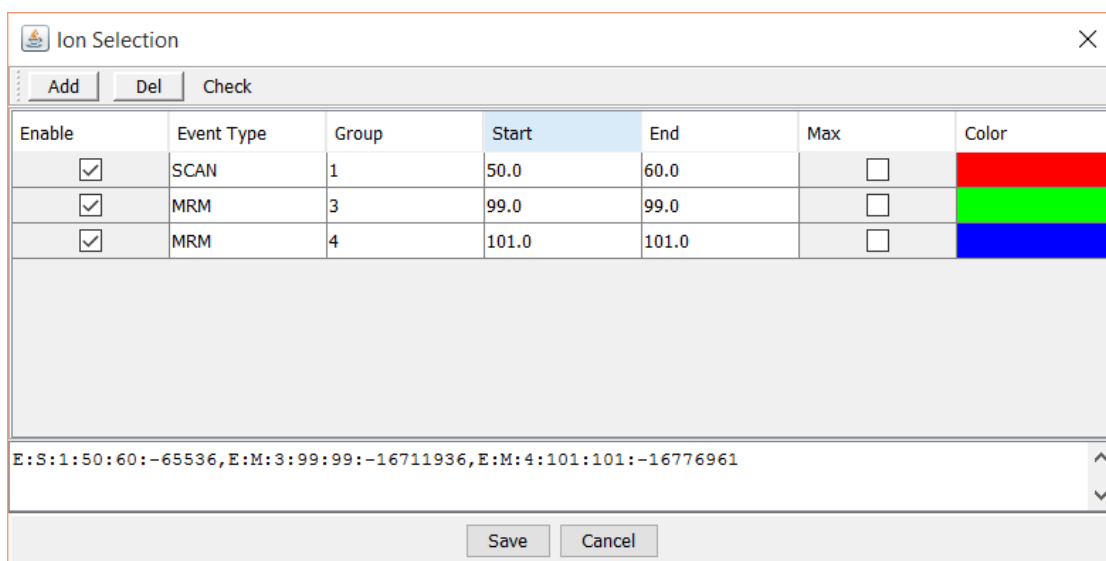 Ion Selection
Add Del Check
Enable Event Type Group Start End Max Color
SCAN 1 50.0 60.0
MRM 3 99.0 99.0
MRM 4 101.0 101.0
E:S:1:50:60:-65536,E:M:3:99:99:-16711936,E:M:4:101:101:-16776961
Save Cancel